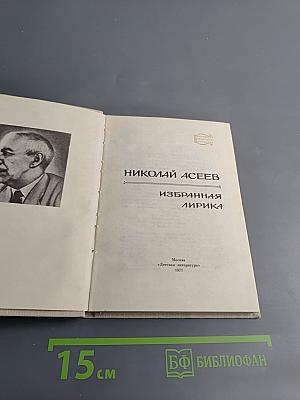 НИКОЛАЙ АСЕЕВ
ИЗБРАННАЯ
ЛИРИКА
Москва
«Детская литература»
1977
15 см
БФ БИБЛИОФАН